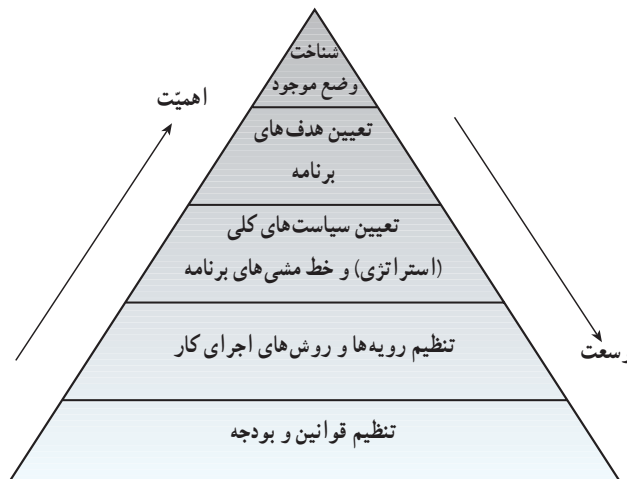 شناخت
وضع موجود
اهمیّت
تعیین هدف‌های
برنامه
تعیین سیاست‌های کلی
(استراتژی) و خط مشی‌های برنامه
تنظیم رویه‌ها و روش‌های اجرای کار
وسعت
تنظیم قوانین و بودجه